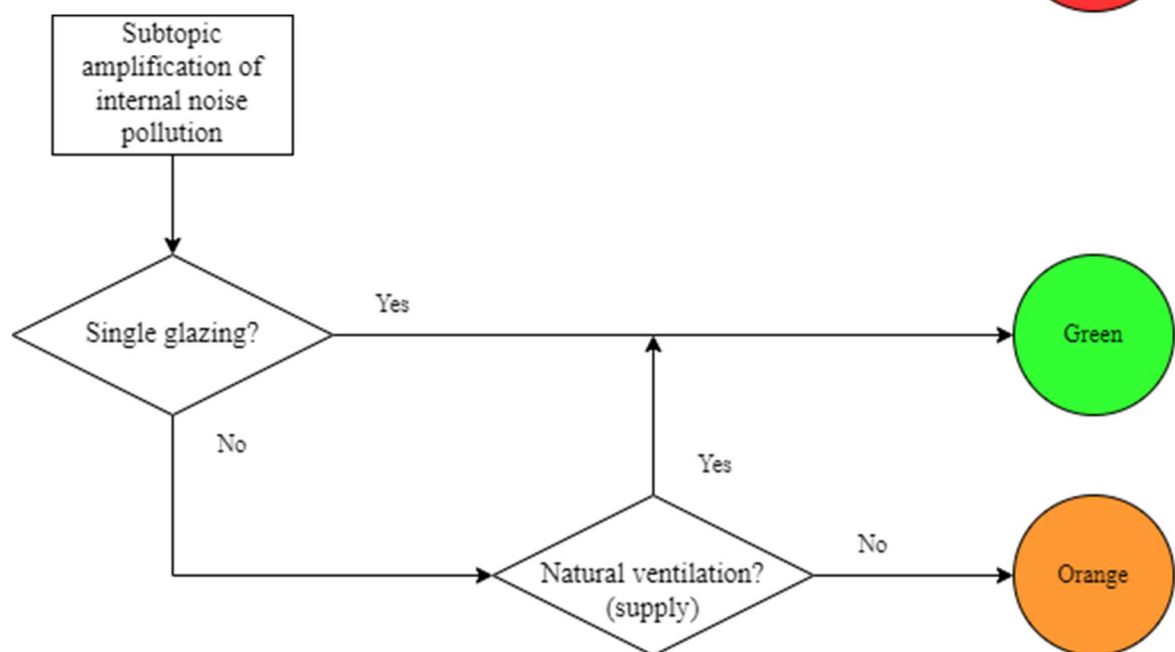 Subtopic
amplification of
internal noise
pollution
Single glazing?
Yes
Green
No
Yes
Natural ventilation?
(supply)
No
Orange